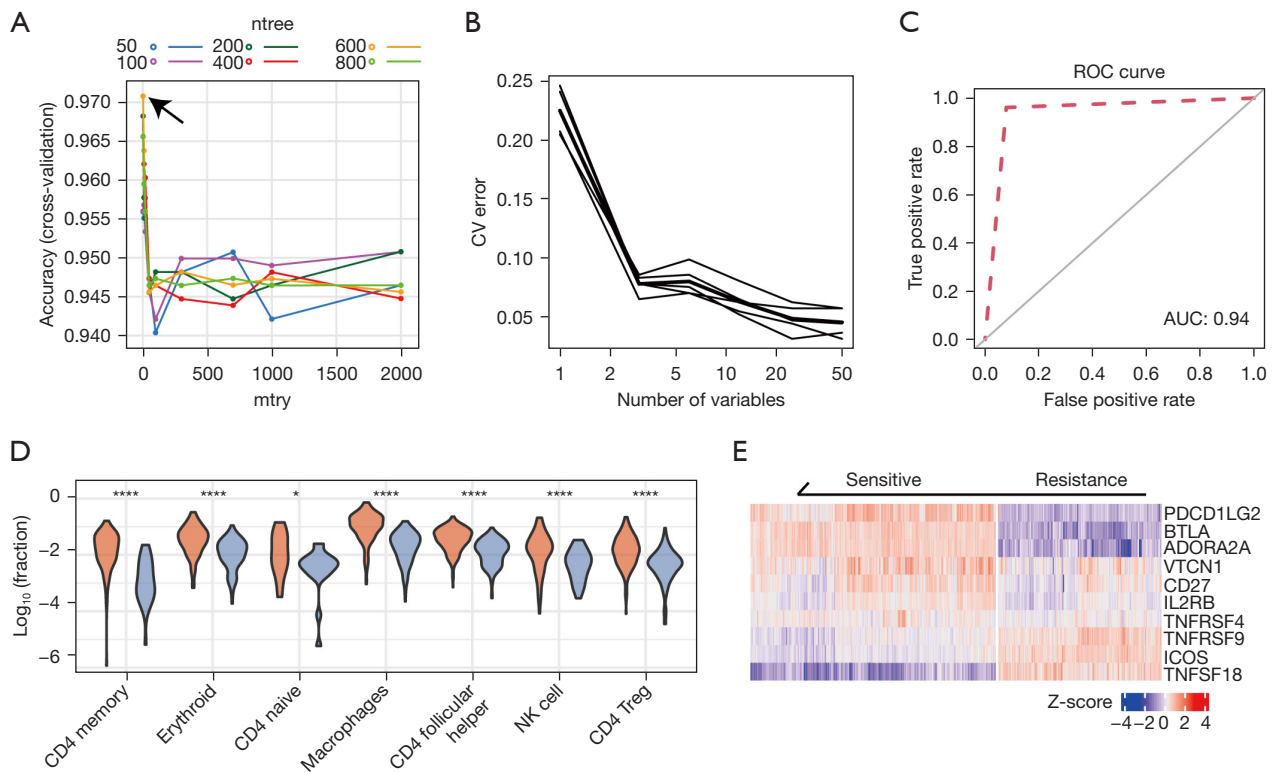 A
ntree
50 200 600
100 400 800
0.970
0.965
0.960
0.955
0.950
0.945
0.940
Accuracy (cross-validation)
0 500 1000 1500 2000
mtry
B
0.25
0.20
0.15
0.10
0.05
CV error
1 2 5 10 20 50
Number of variables
C
ROC curve
1.0
0.8
0.6
0.4
0.2
0.0
True positive rate
AUC: 0.94
0.0 0.2 0.4 0.6 0.8 1.0
False positive rate
D
0
−2
−4
−6
Log₁₀ (fraction)
**** **** * **** **** **** ****
CD4 memory
Erythroid
CD4 naive
Macrophages
CD4 follicular
helper
NK cell
CD4 Treg
E
Sensitive Resistance
PDCD1LG2
BTLA
ADORA2A
VTCN1
CD27
IL2RB
TNFRSF4
TNFRSF9
ICOS
TNFSF18
Z-score
−4 −2 0 2 4